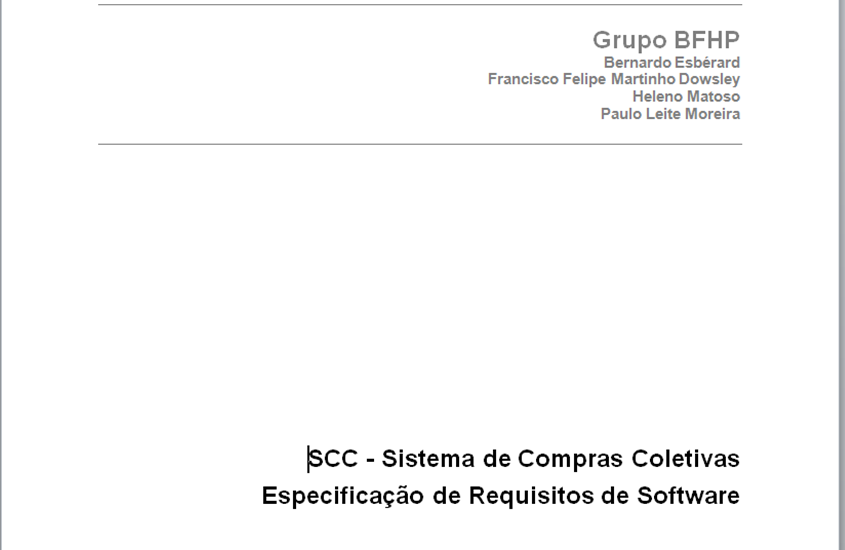 Grupo BFHP
Bernardo Esbérard
Francisco Felipe Martinho Dowsley
Heleno Matoso
Paulo Leite Moreira
SCC - Sistema de Compras Coletivas
Especificação de Requisitos de Software